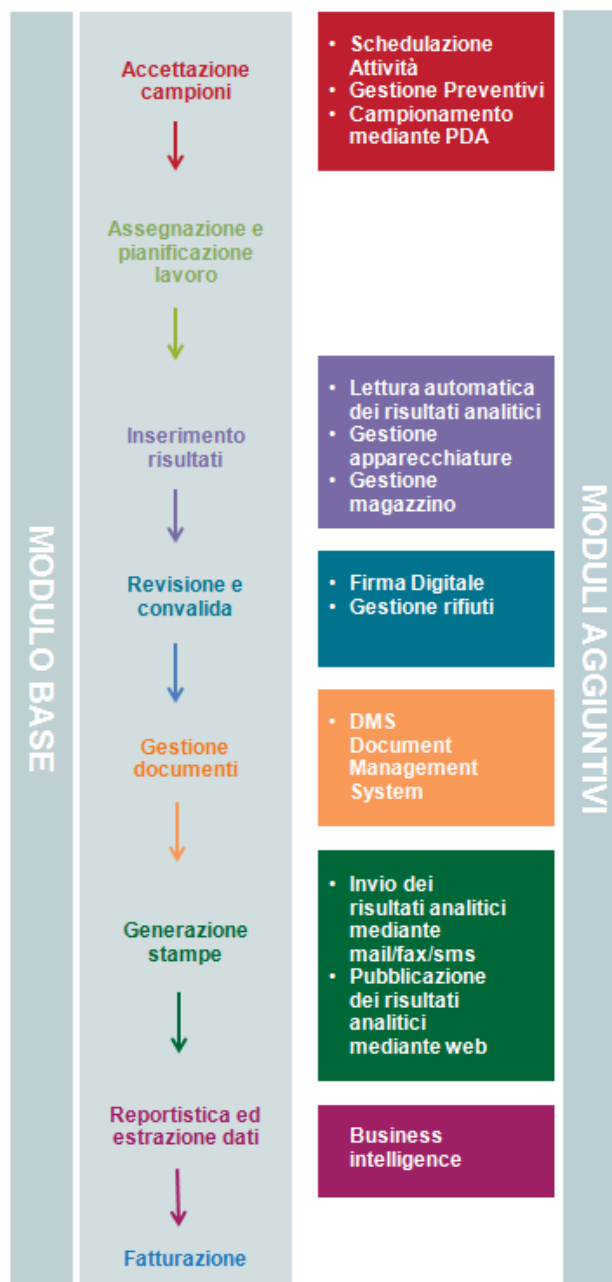 MODULO BASE
Accettazione
campioni
Assegnazione e
pianificazione
lavoro
Inserimento
risultati
Revisione e
convalida
Gestione
documenti
Generazione
stampe
Reportistica ed
estrazione dati
Fatturazione
• Schedulazione
Attività
• Gestione Preventivi
• Campionamento
mediante PDA
• Lettura automatica
dei risultati analitici
• Gestione
apparecchiature
• Gestione
magazzino
• Firma Digitale
• Gestione rifiuti
• DMS
Document
Management
System
• Invio dei
risultati analitici
mediante
mail/fax/sms
• Pubblicazione
dei risultati
analitici
mediante web
Business
intelligence
MODULI AGGIUNTIVI